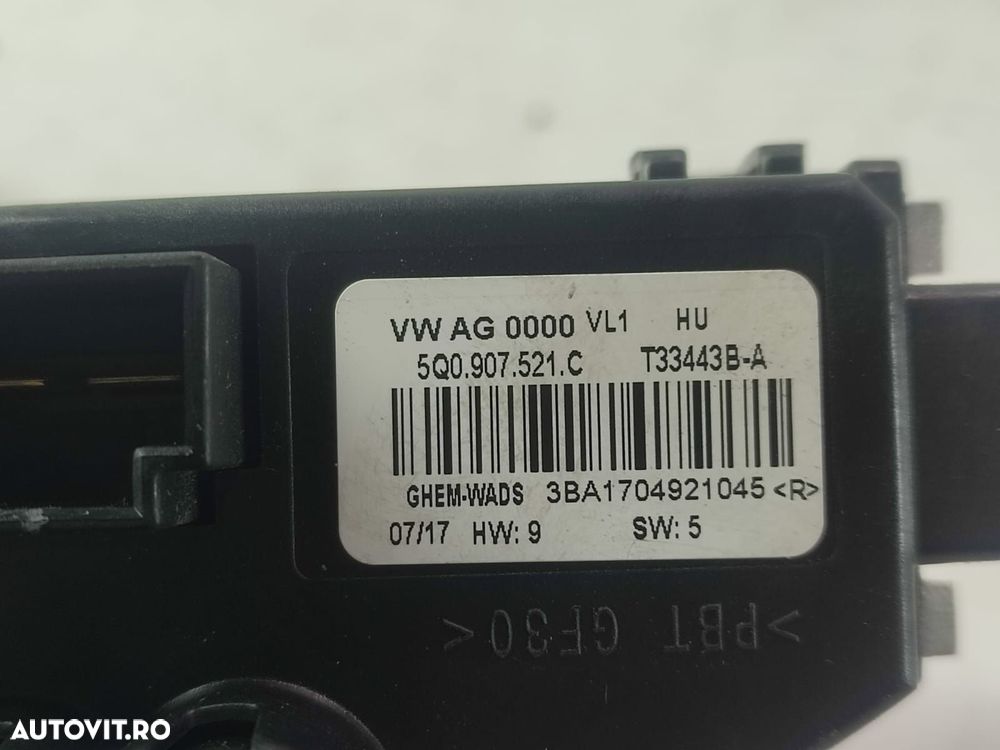 VW AG 0000 VL1 HU
5Q0.907.521.C T33443B-A
GHEM-WADS 3BA1704921045 <R>
07/17 HW: 9 SW: 5
>PBT GF30<
AUTOVIT.RO